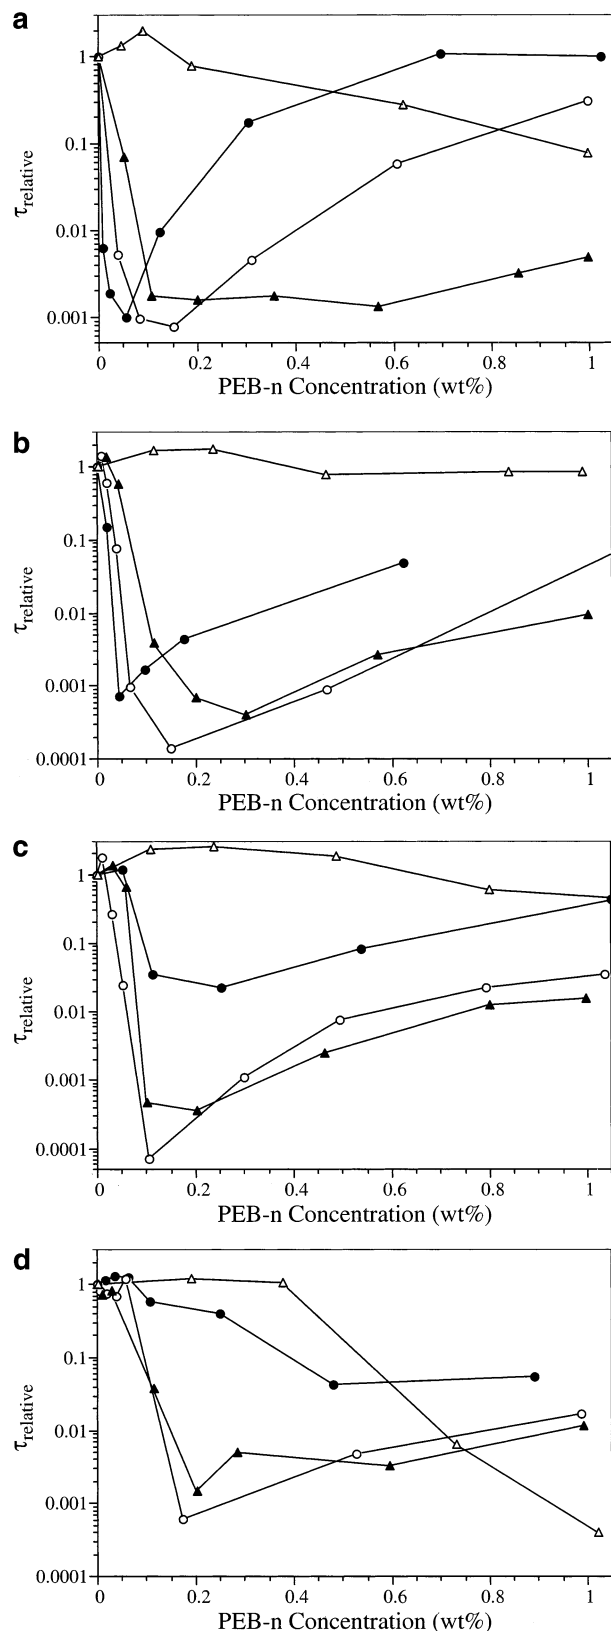 a
1
0.1
0.01
0.001
τrelative
0 0.2 0.4 0.6 0.8 1
PEB-n Concentration (wt%)
b
1
0.1
0.01
0.001
0.0001
τrelative
0 0.2 0.4 0.6 0.8 1
PEB-n Concentration (wt%)
c
1
0.1
0.01
0.001
0.0001
τrelative
0 0.2 0.4 0.6 0.8 1
PEB-n Concentration (wt%)
d
1
0.1
0.01
0.001
0.0001
τrelative
0 0.2 0.4 0.6 0.8 1
PEB-n Concentration (wt%)